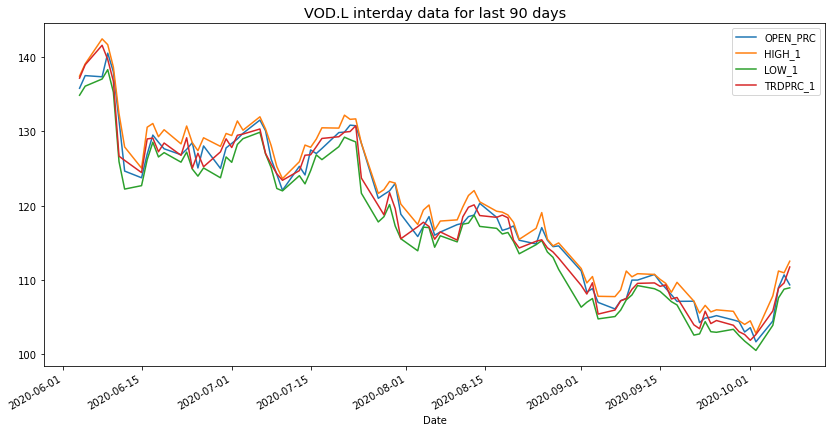 VOD.L interday data for last 90 days
OPEN_PRC
HIGH_1
LOW_1
TRDPRC_1
140
130
120
110
100
2020-06-01
2020-06-15
2020-07-01
2020-07-15
2020-08-01
2020-08-15
2020-09-01
2020-09-15
2020-10-01
Date